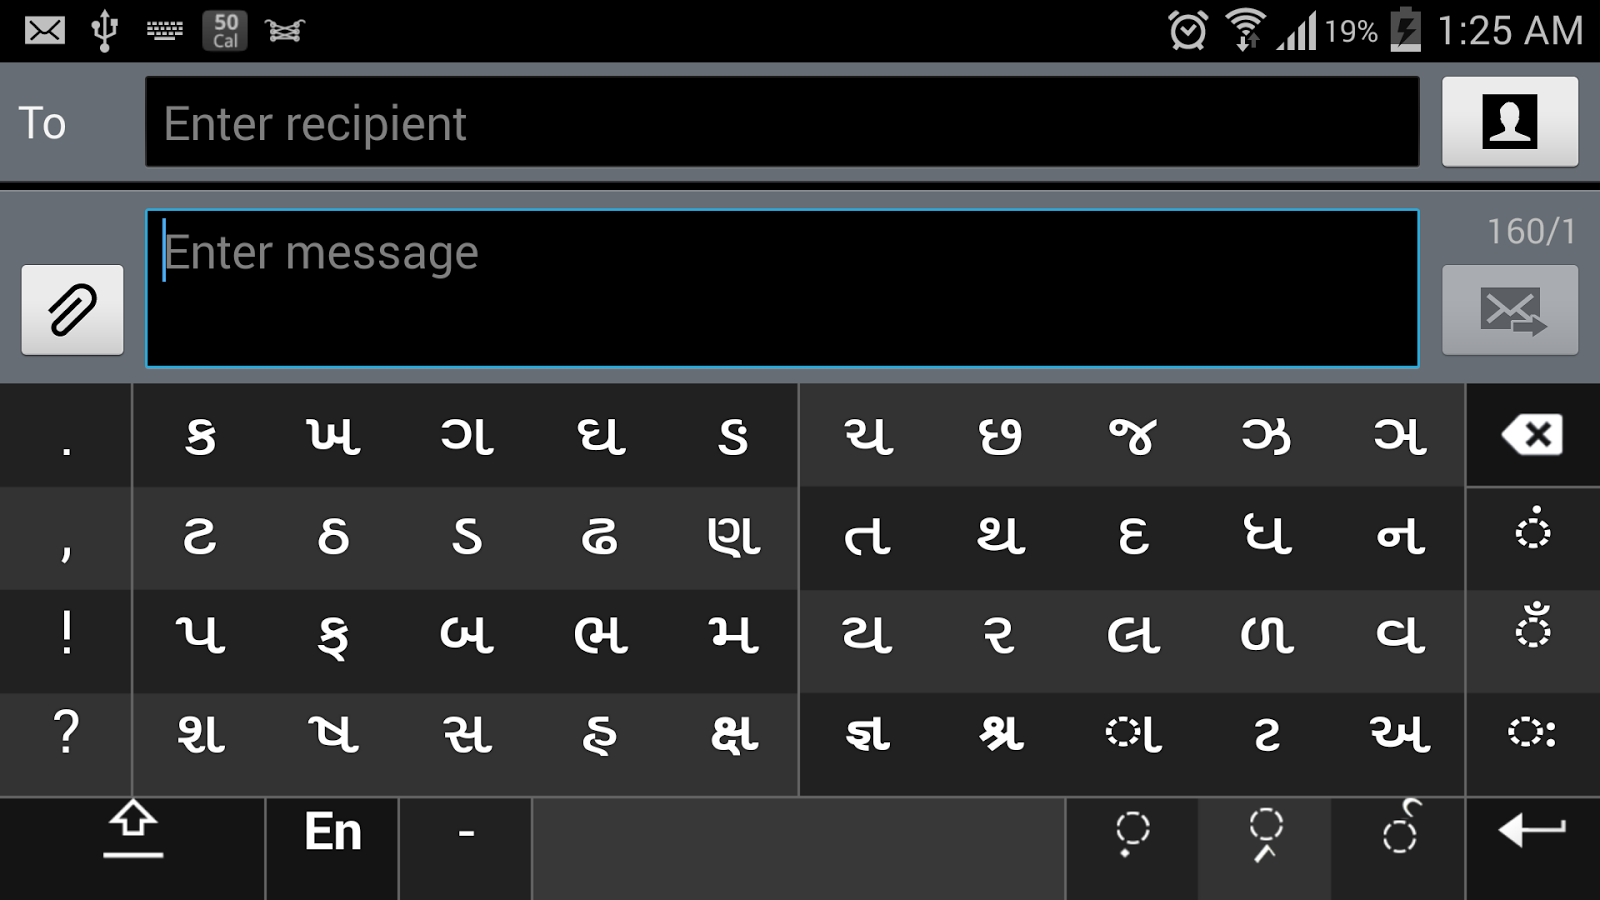 50 Cal 19% 1:25 AM
To Enter recipient
160/1
Enter message
. ક ખ ગ ઘ ઙ ચ છ જ ઝ ઞ
, ટ ઠ ડ ઢ ણ ત થ દ ધ ન ં
! પ ફ બ ભ મ ય ર લ ળ વ ઁ
? શ ષ સ હ ક્ષ જ્ઞ શ્ર ા ટ અ ઃ
En - ़ ્ર ર્